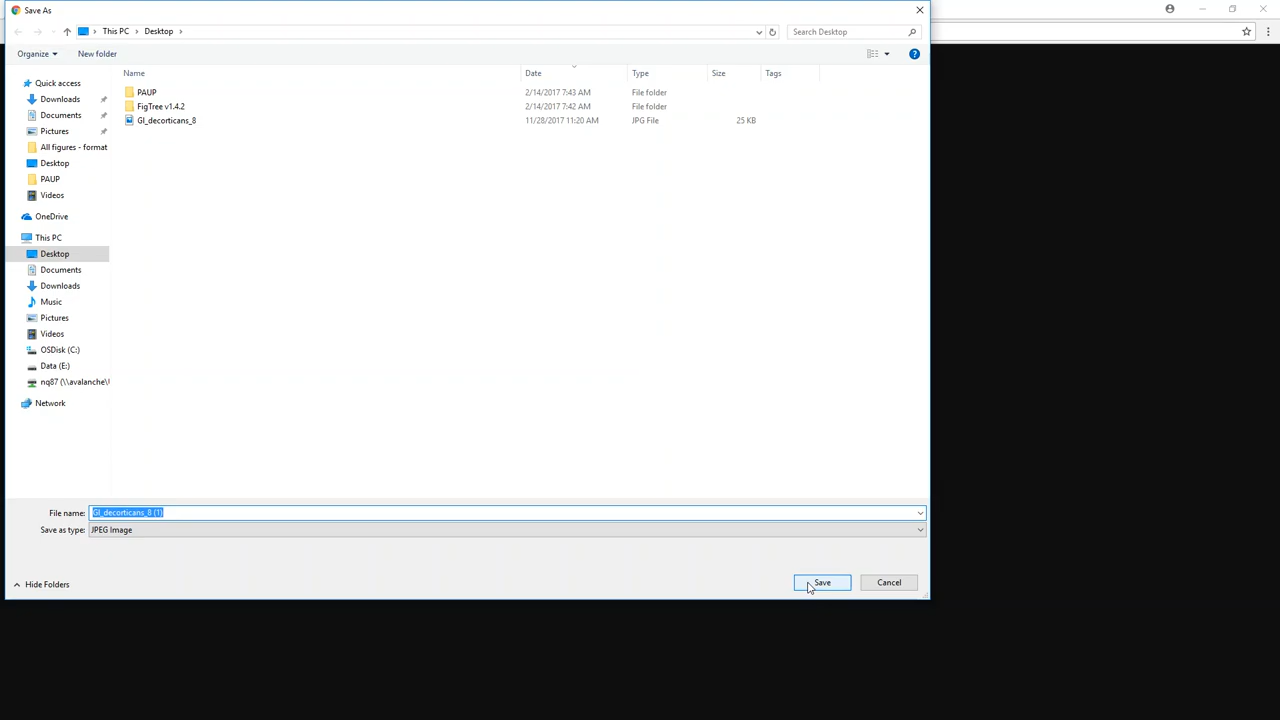 Save As
This PC Desktop Search Desktop
Organize New folder
Name Date Type Size Tags
PAUP 2/14/2017 7:43 AM File folder
FigTree v1.4.2 2/14/2017 7:42 AM File folder
GI_decorticans_8 11/28/2017 11:20 AM JPG File 25 KB
Quick access
Downloads
Documents
Pictures
All figures - format
Desktop
PAUP
Videos
OneDrive
This PC
Desktop
Documents
Downloads
Music
Pictures
Videos
OSDisk (C:)
Data (E:)
nq87 (\\avalanche\
Network
File name: GI_decorticans_8 (1)
Save as type: JPEG Image
Hide Folders
Save Cancel